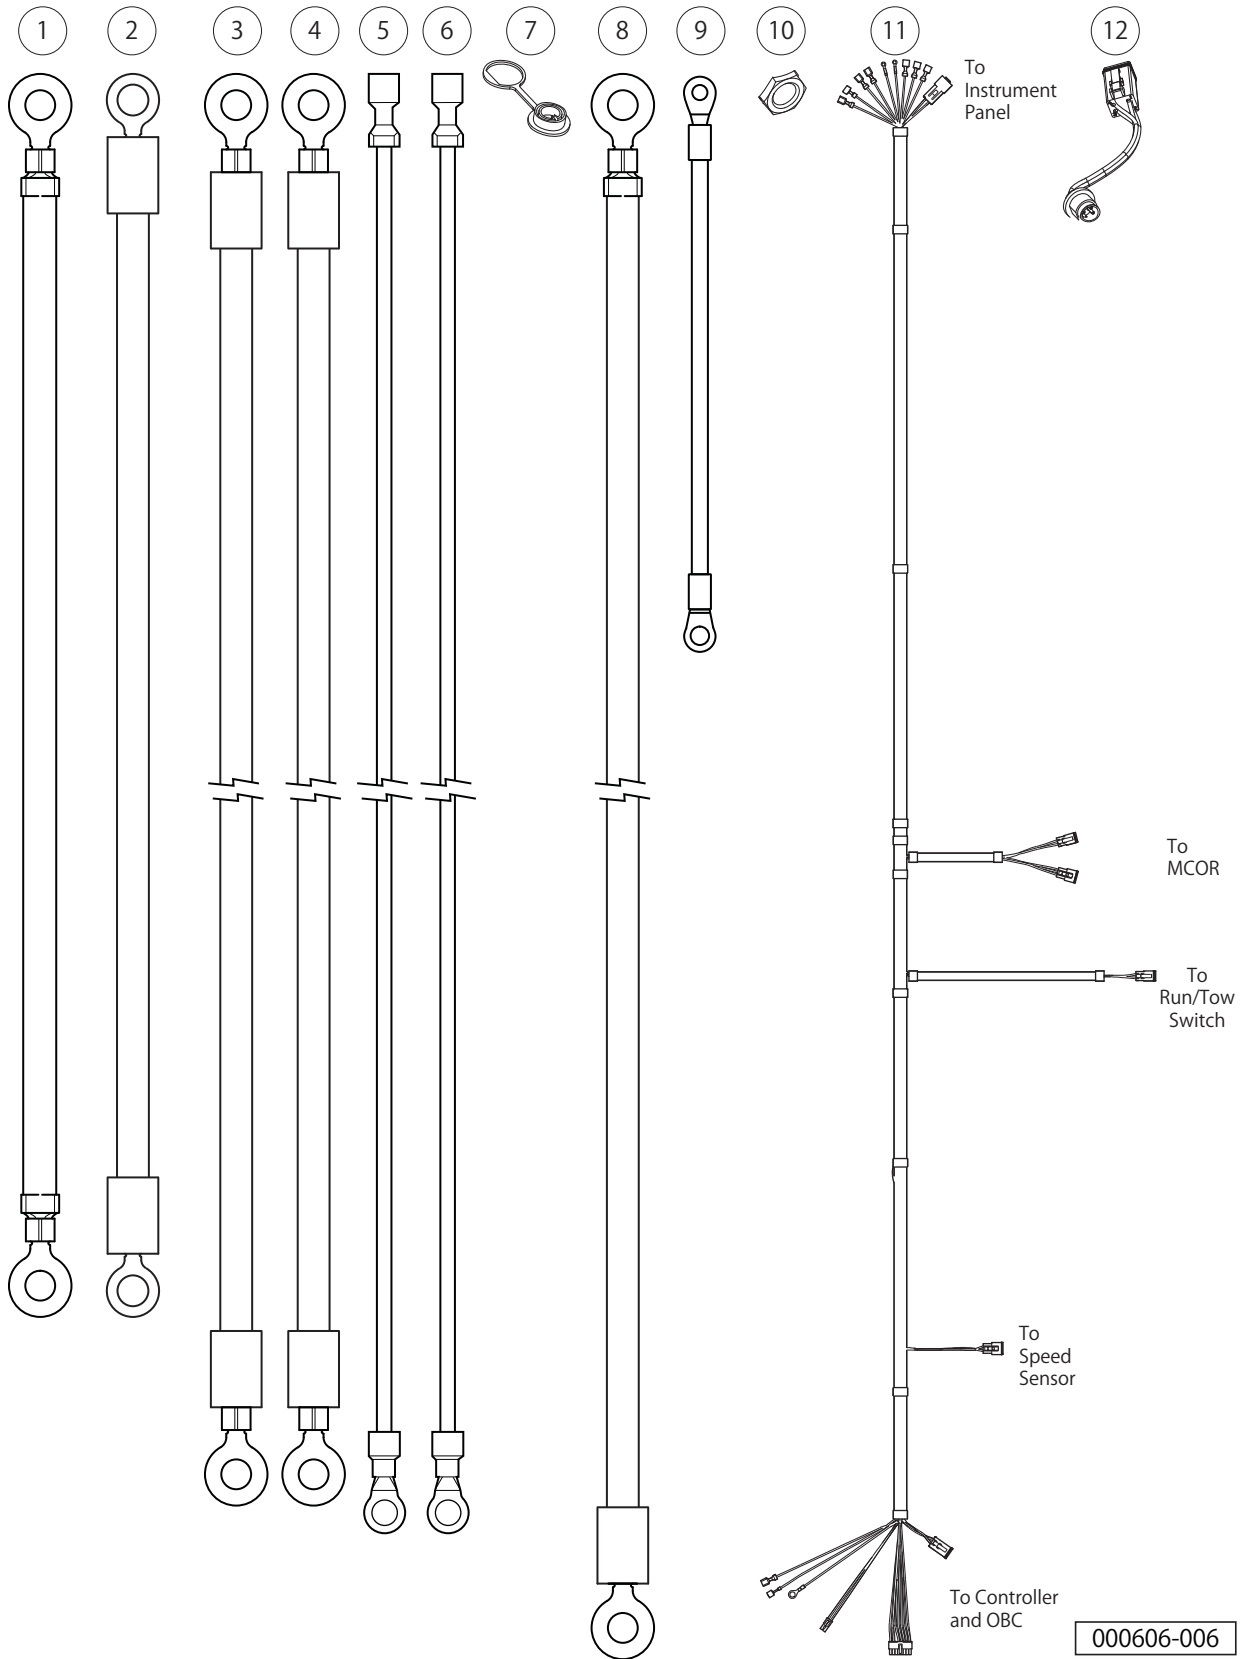 1 2 3 4 5 6 7 8 9 10 11 12
To
Instrument
Panel
To
MCOR
To
Run/Tow
Switch
To
Speed
Sensor
To Controller
and OBC
000606-006